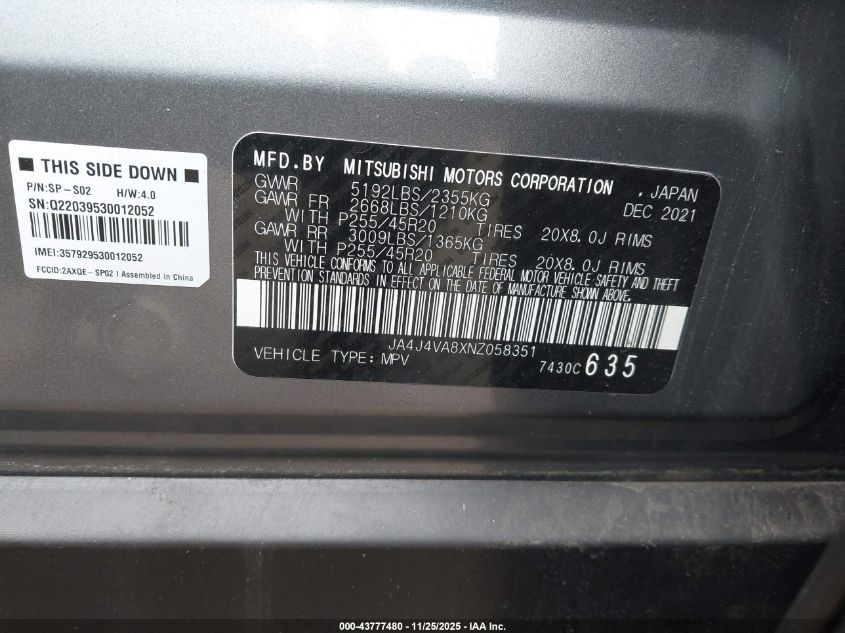 THIS SIDE DOWN
P/N:SP-S02 H/W:4.0
SN:Q22039530012052
IMEI:357929530012052
FCCID:2AXQE-SP02 | Assembled in China
MFD.BY MITSUBISHI MOTORS CORPORATION , JAPAN
GWWR 5192LBS/2355KG DEC 2021
GAWR FR 2668LBS/1210KG
WITH P255/45R20 TIRES 20X8.0J RIMS
GAWR RR 3009LBS/1365KG
WITH P255/45R20 TIRES 20X8.0J RIMS
THIS VEHICLE CONFORMS TO ALL APPLICABLE FEDERAL MOTOR VEHICLE SAFETY AND THEFT
PREVENTION STANDARDS IN EFFECT ON THE DATE OF MANUFACTURE SHOWN ABOVE.
JA4J4VA8XNZ058351
VEHICLE TYPE: MPV
7430C 635
000-43777480 - 11/25/2025 - IAA Inc.